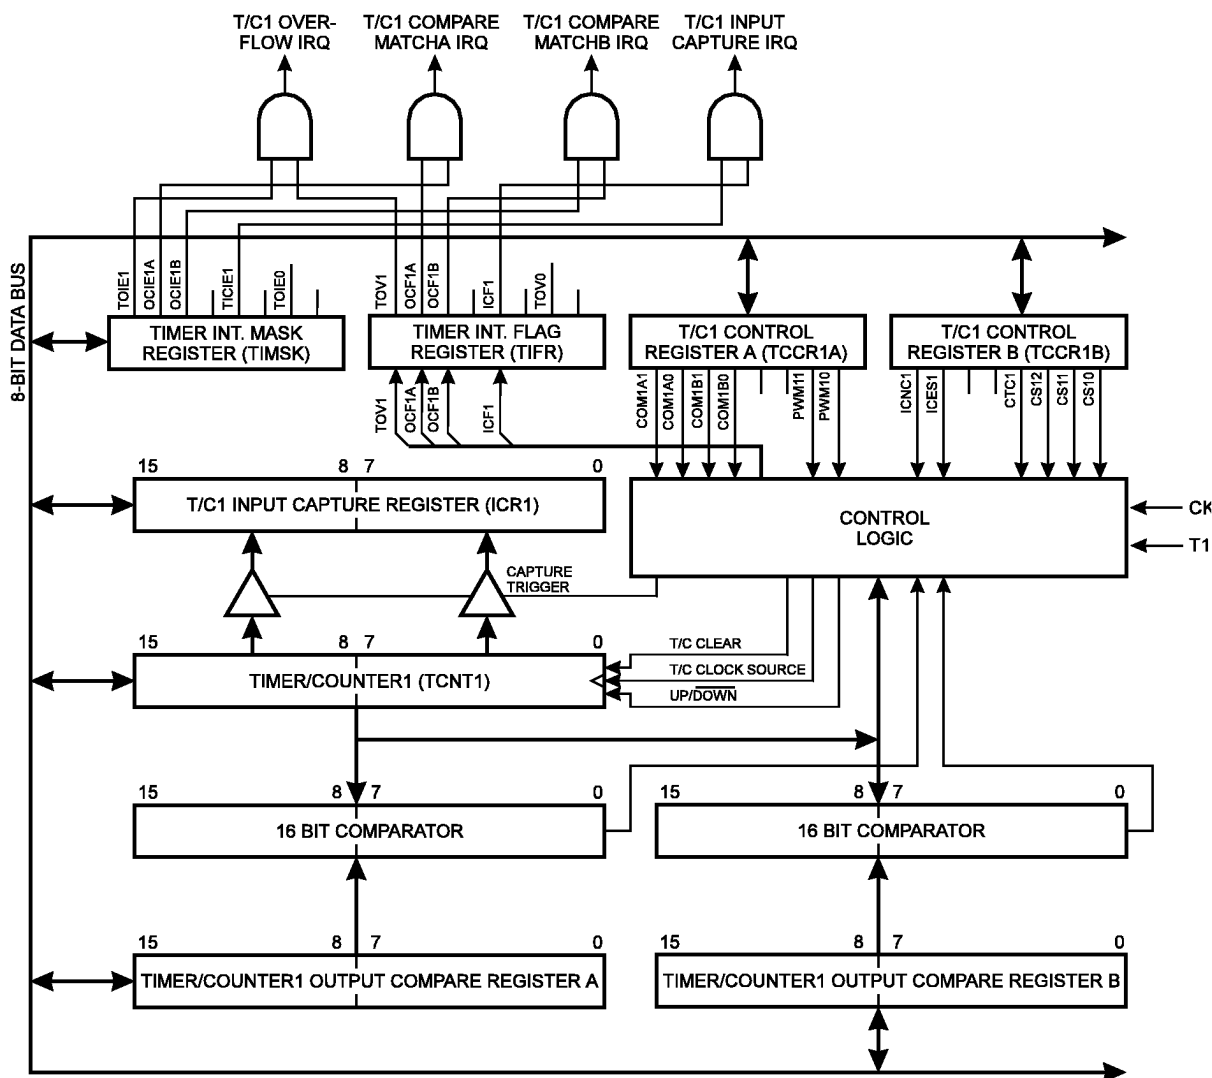 T/C1 OVER-
FLOW IRQ
T/C1 COMPARE
MATCHA IRQ
T/C1 COMPARE
MATCHB IRQ
T/C1 INPUT
CAPTURE IRQ
8-BIT DATA BUS
TOIE1
OCIE1A
OCIE1B
TICIE1
TOIE0
TOV1
OCF1A
OCF1B
ICF1
TOV0
TIMER INT. MASK
REGISTER (TIMSK)
TIMER INT. FLAG
REGISTER (TIFR)
T/C1 CONTROL
REGISTER A (TCCR1A)
T/C1 CONTROL
REGISTER B (TCCR1B)
TOV1
OCF1A
OCF1B
ICF1
COM1A1
COM1A0
COM1B1
COM1B0
PWM11
PWM10
ICNC1
ICES1
CTC1
CS12
CS11
CS10
15 8 7 0
T/C1 INPUT CAPTURE REGISTER (ICR1)
CONTROL
LOGIC
CK
T1
CAPTURE
TRIGGER
15 8 7 0
TIMER/COUNTER1 (TCNT1)
T/C CLEAR
T/C CLOCK SOURCE
UP/DOWN
15 8 7 0
16 BIT COMPARATOR
15 8 7 0
16 BIT COMPARATOR
15 8 7 0
TIMER/COUNTER1 OUTPUT COMPARE REGISTER A
15 8 7 0
TIMER/COUNTER1 OUTPUT COMPARE REGISTER B